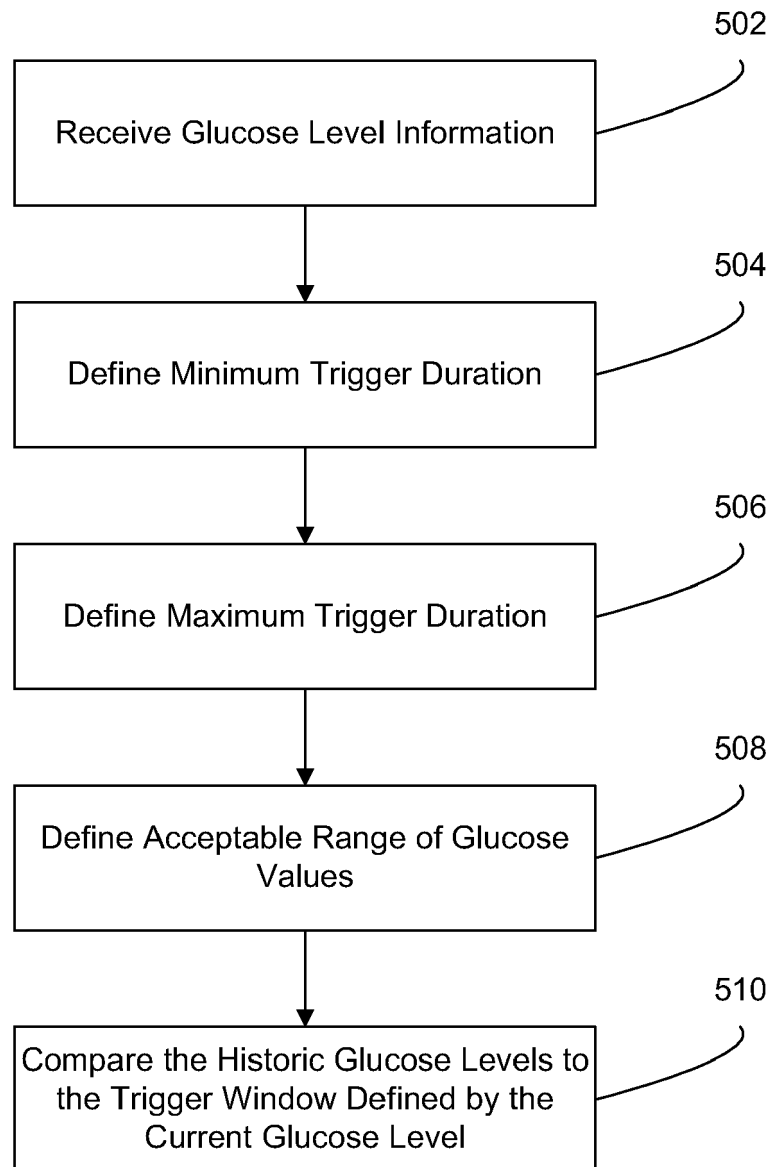 502
Receive Glucose Level Information
504
Define Minimum Trigger Duration
506
Define Maximum Trigger Duration
508
Define Acceptable Range of Glucose
Values
510
Compare the Historic Glucose Levels to
the Trigger Window Defined by the
Current Glucose Level